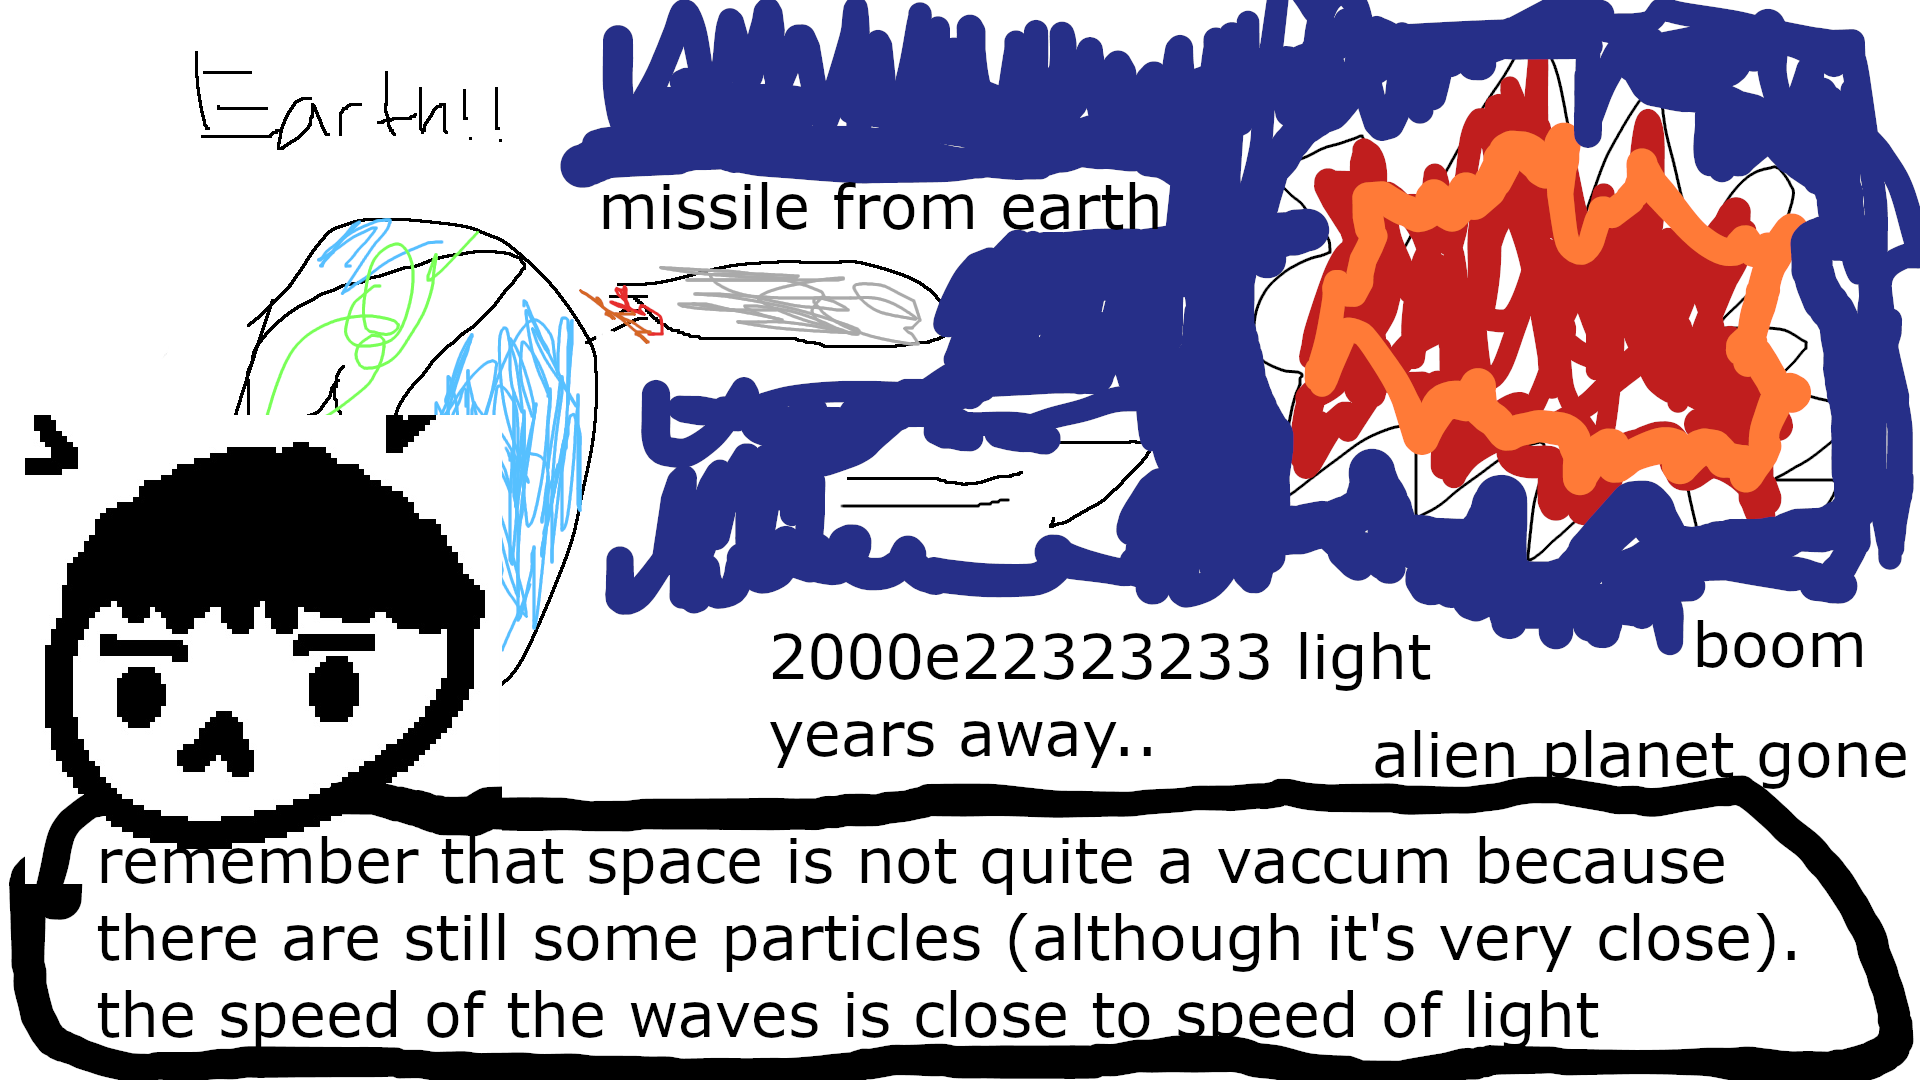 Earth!!
missile from earth
2000e22323233 light
years away..
boom
alien planet gone
remember that space is not quite a vaccum because
there are still some particles (although it's very close).
the speed of the waves is close to speed of light